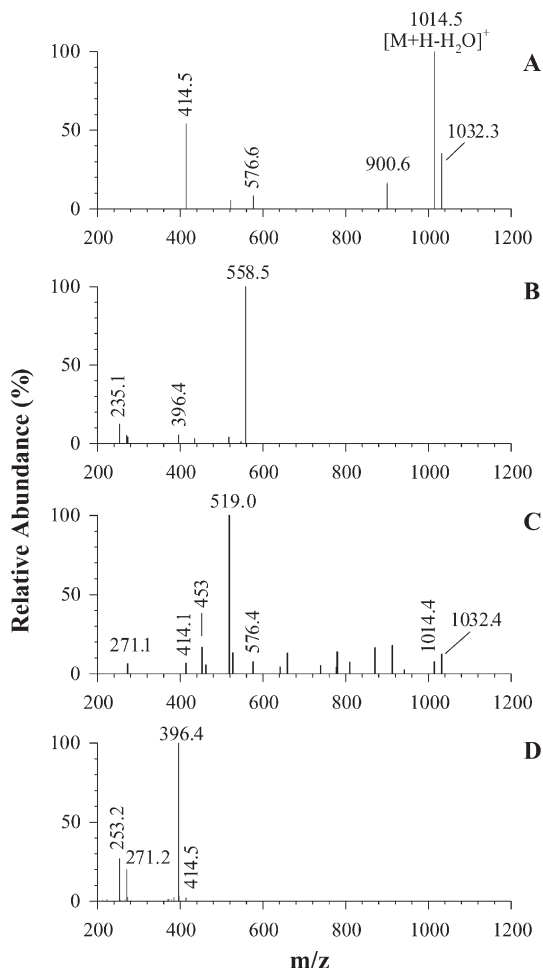 1014.5
[M+H-H₂O]⁺
A
100
50
0
414.5
576.6
900.6
1032.3
200 400 600 800 1000 1200
558.5
B
100
50
0
235.1
396.4
200 400 600 800 1000 1200
Relative Abundance (%)
519.0
C
100
50
0
271.1
414.1
453
576.4
1014.4
1032.4
200 400 600 800 1000 1200
396.4
D
100
50
0
253.2
271.2
414.5
200 400 600 800 1000 1200
m/z